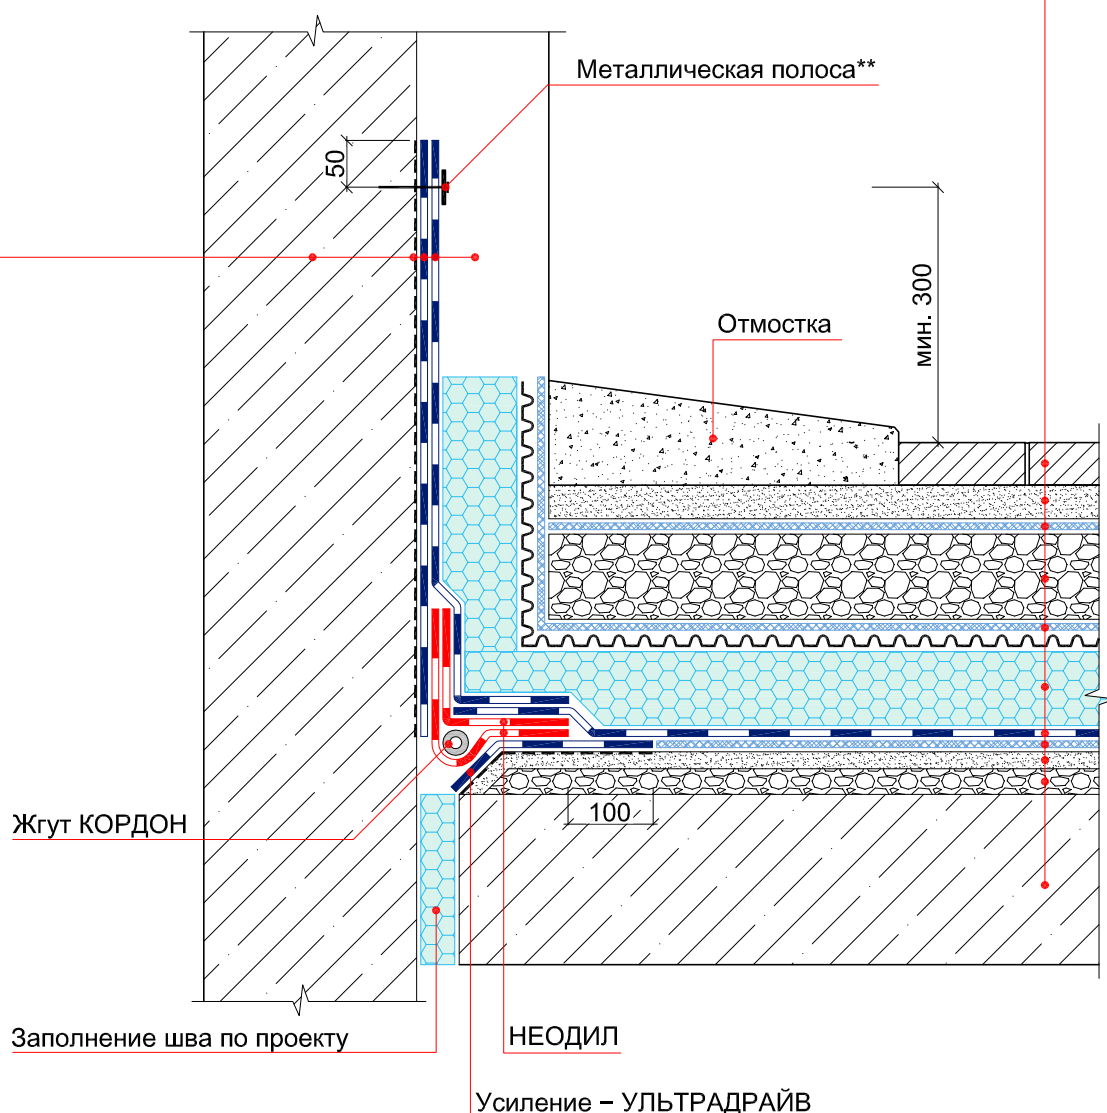 Металлическая полоса**
50
мин. 300
Отмостка
Жгут КОРДОН
100
Заполнение шва по проекту
НЕОДИЛ
Усиление – УЛЬТРАДРАЙВ